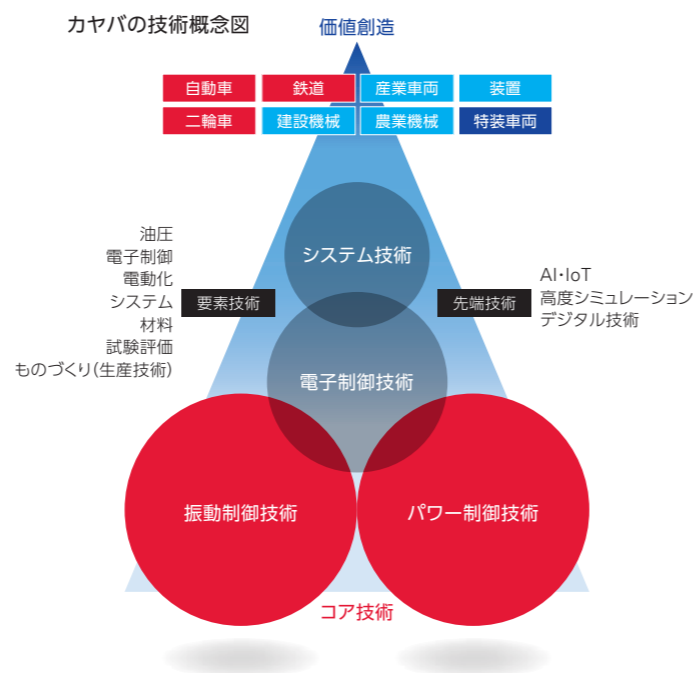 カヤバの技術概念図
価値創造
自動車
鉄道
産業車両
装置
二輪車
建設機械
農業機械
特装車両
システム技術
油圧
電子制御
電動化
システム
材料
試験評価
ものづくり(生産技術)
要素技術
先端技術
AI・IoT
高度シミュレーション
デジタル技術
電子制御技術
振動制御技術
パワー制御技術
コア技術